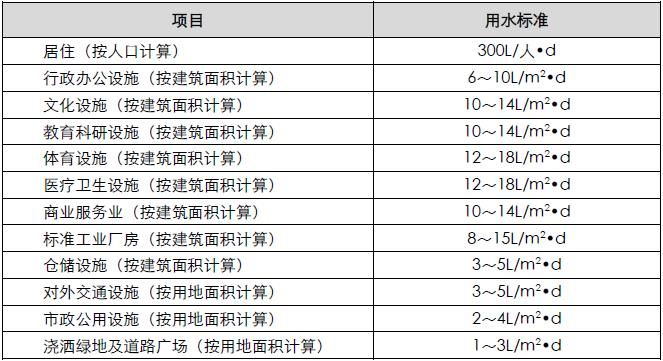 项目 用水标准
居住（按人口计算） 300L/人•d
行政办公设施（按建筑面积计算） 6～10L/m²•d
文化设施（按建筑面积计算） 10～14L/m²•d
教育科研设施（按建筑面积计算） 10～14L/m²•d
体育设施（按建筑面积计算） 12～18L/m²•d
医疗卫生设施（按建筑面积计算） 12～18L/m²•d
商业服务业（按建筑面积计算） 10～14L/m²•d
标准工业厂房（按建筑面积计算） 8～15L/m²•d
仓储设施（按建筑面积计算） 3～5L/m²•d
对外交通设施（按用地面积计算） 3～5L/m²•d
市政公用设施（按用地面积计算） 2～4L/m²•d
浇洒绿地及道路广场（按用地面积计算） 1～3L/m²•d